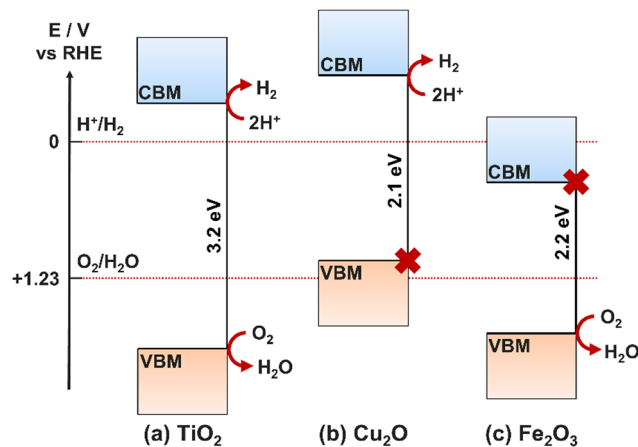 E / V
vs RHE
H⁺/H₂
0
O₂/H₂O
+1.23
CBM
H₂
2H⁺
3.2 eV
VBM
O₂
H₂O
(a) TiO₂
CBM
H₂
2H⁺
2.1 eV
VBM
(b) Cu₂O
CBM
2.2 eV
VBM
O₂
H₂O
(c) Fe₂O₃